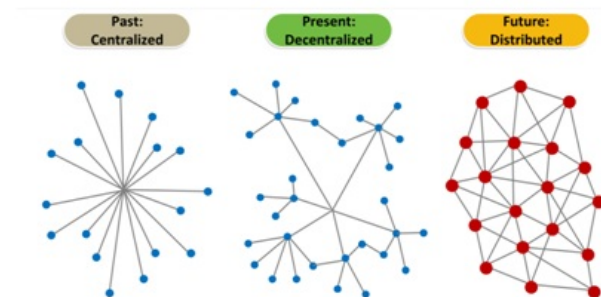 Past:
Centralized
Present:
Decentralized
Future:
Distributed